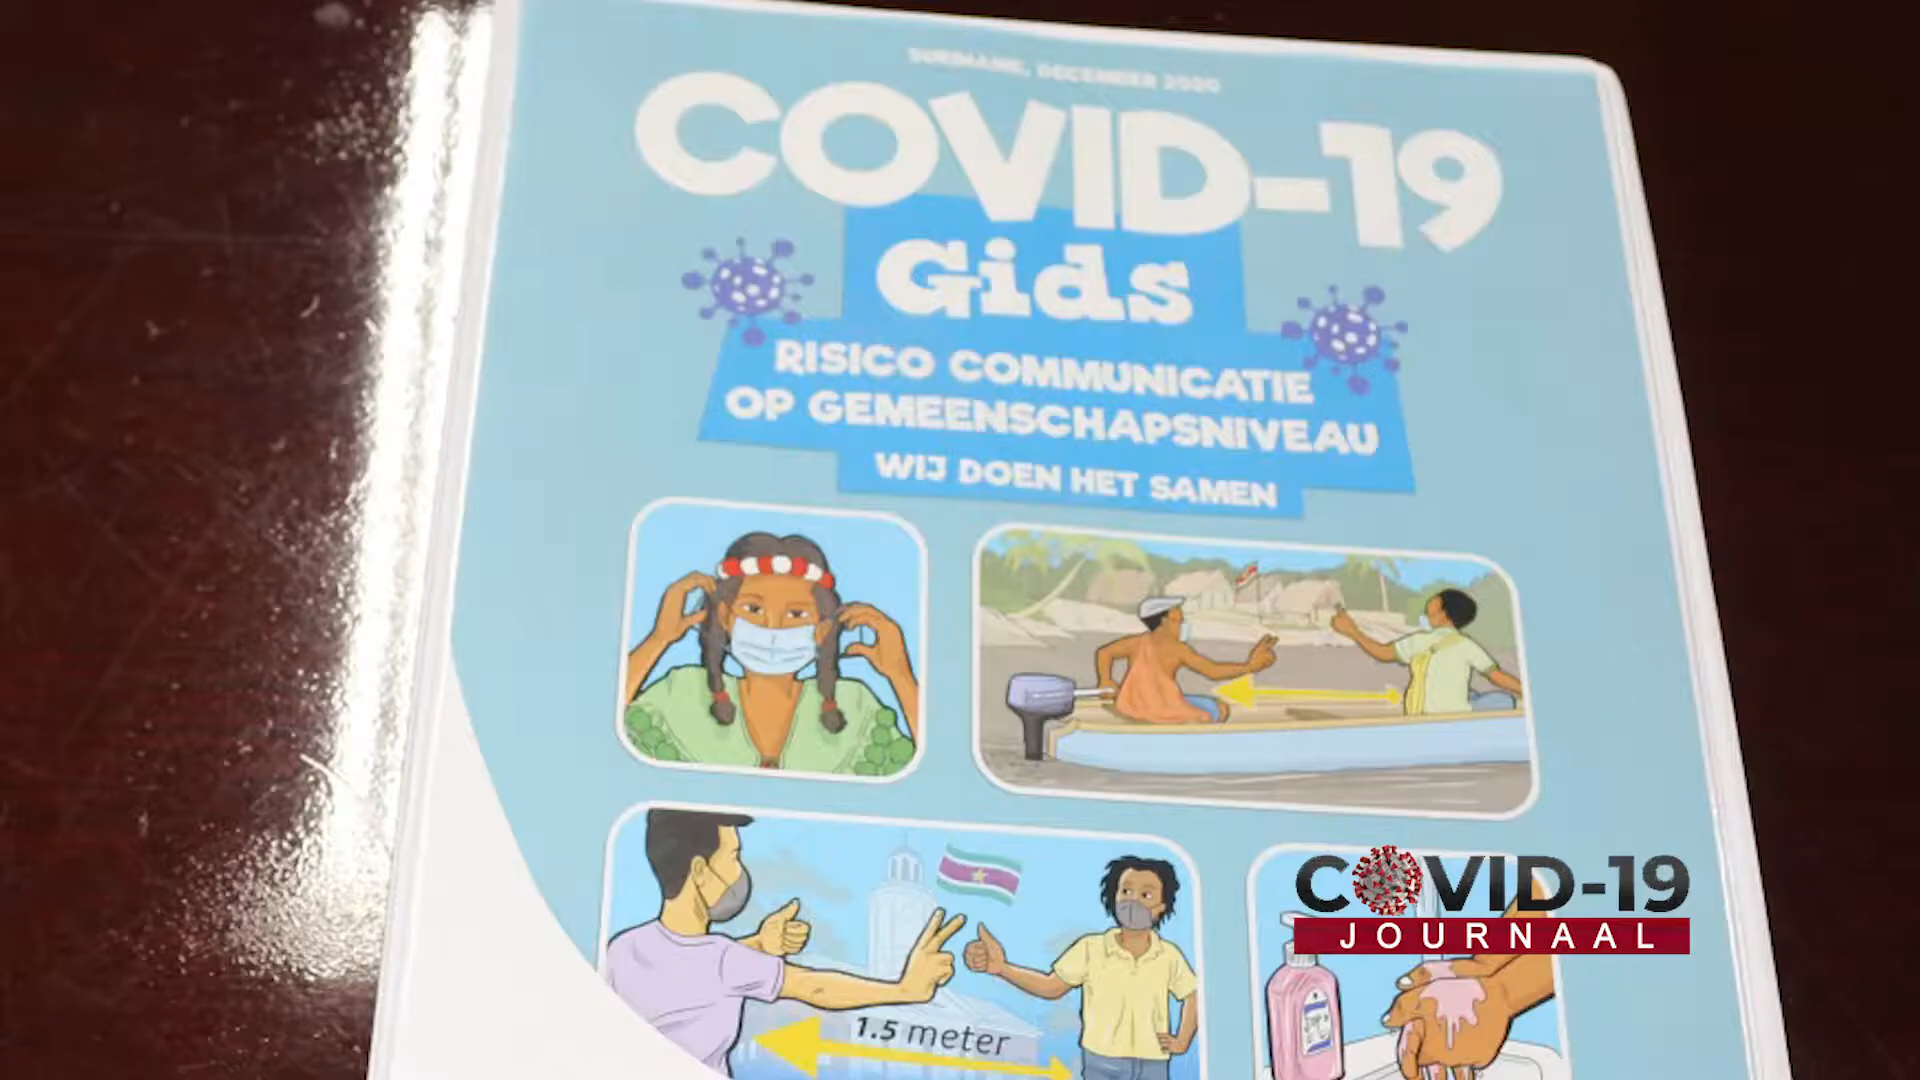 SURINAME, DECEMBER 2020
COVID-19
Gids
RISICO COMMUNICATIE
OP GEMEENSCHAPSNIVEAU
WIJ DOEN HET SAMEN
1.5 meter
COVID-19
JOURNAAL